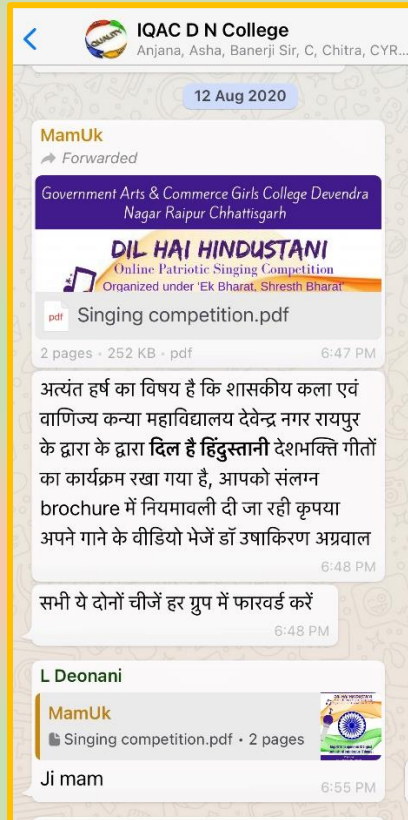 IQAC D N College
Anjana, Asha, Banerji Sir, C, Chitra, CYR...
QUALITY
12 Aug 2020
MamUk
Forwarded
Government Arts & Commerce Girls College Devendra
Nagar Raipur Chhattisgarh
DIL HAI HINDUSTANI
Online Patriotic Singing Competition
Organized under 'Ek Bharat, Shresth Bharat'
pdf Singing competition.pdf
2 pages • 252 KB • pdf 6:47 PM
अत्यंत हर्ष का विषय है कि शासकीय कला एवं
वाणिज्य कन्या महाविद्यालय देवेन्द्र नगर रायपुर
के द्वारा के द्वारा दिल है हिंदुस्तानी देशभक्ति गीतों
का कार्यक्रम रखा गया है, आपको संलग्न
brochure में नियमावली दी जा रही कृपया
अपने गाने के वीडियो भेजें डॉ उषाकिरण अग्रवाल
6:48 PM
सभी ये दोनों चीजें हर ग्रुप में फारवर्ड करें
6:48 PM
L Deonani
MamUk
Singing competition.pdf • 2 pages
Ji mam
6:55 PM